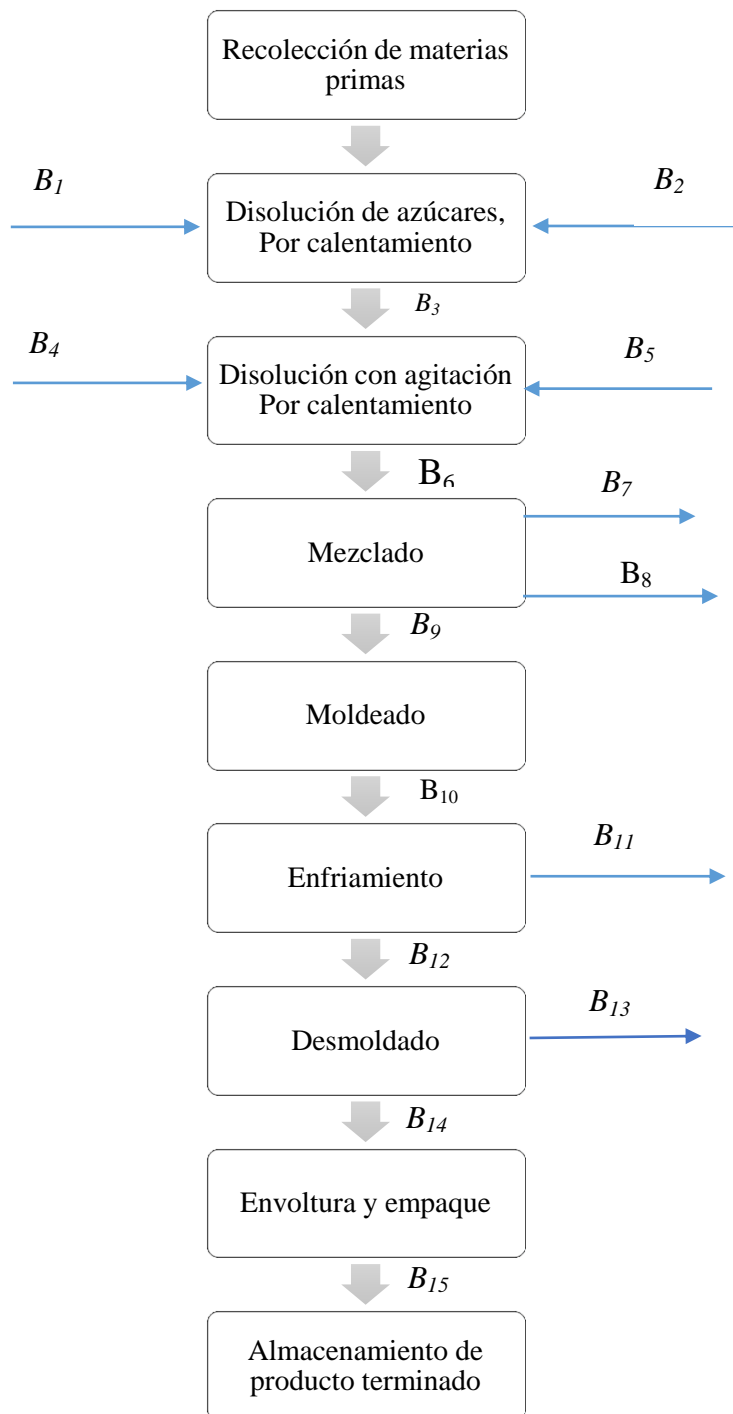 Recolección de materias
primas
B1
B2
Disolución de azúcares,
Por calentamiento
B3
B4
B5
Disolución con agitación
Por calentamiento
B6
B7
Mezclado
B8
B9
Moldeado
B10
B11
Enfriamiento
B12
B13
Desmoldado
B14
Envoltura y empaque
B15
Almacenamiento de
producto terminado